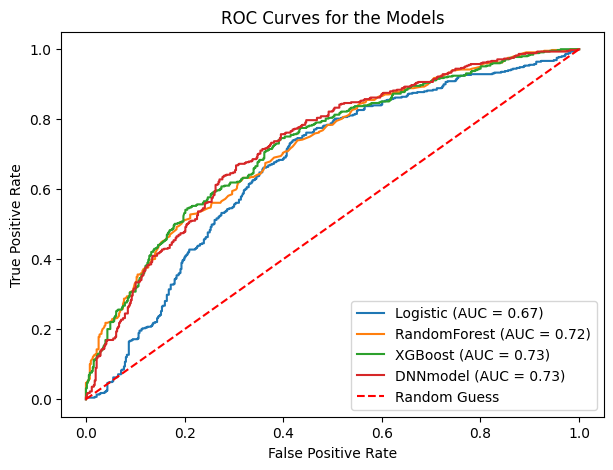 ROC Curves for the Models
True Positive Rate
1.0
0.8
0.6
0.4
0.2
0.0
Logistic (AUC = 0.67)
RandomForest (AUC = 0.72)
XGBoost (AUC = 0.73)
DNNmodel (AUC = 0.73)
Random Guess
0.0 0.2 0.4 0.6 0.8 1.0
False Positive Rate